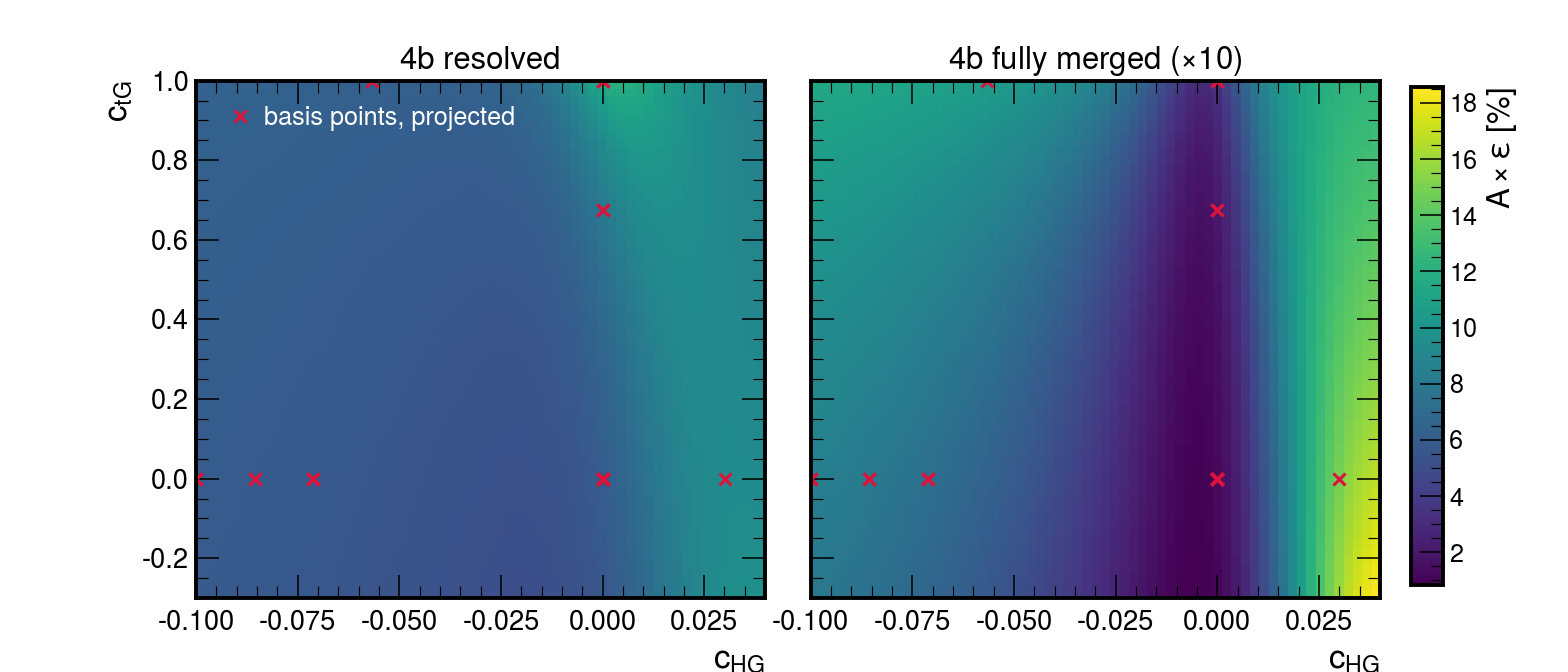 4b resolved
4b fully merged (×10)
c_tG
1.0
0.8
0.6
0.4
0.2
0.0
-0.2
× basis points, projected
-0.100 -0.075 -0.050 -0.025 0.000 0.025
c_HG
-0.100 -0.075 -0.050 -0.025 0.000 0.025
c_HG
18
16
14
12
10
8
6
4
2
A × ε [%]